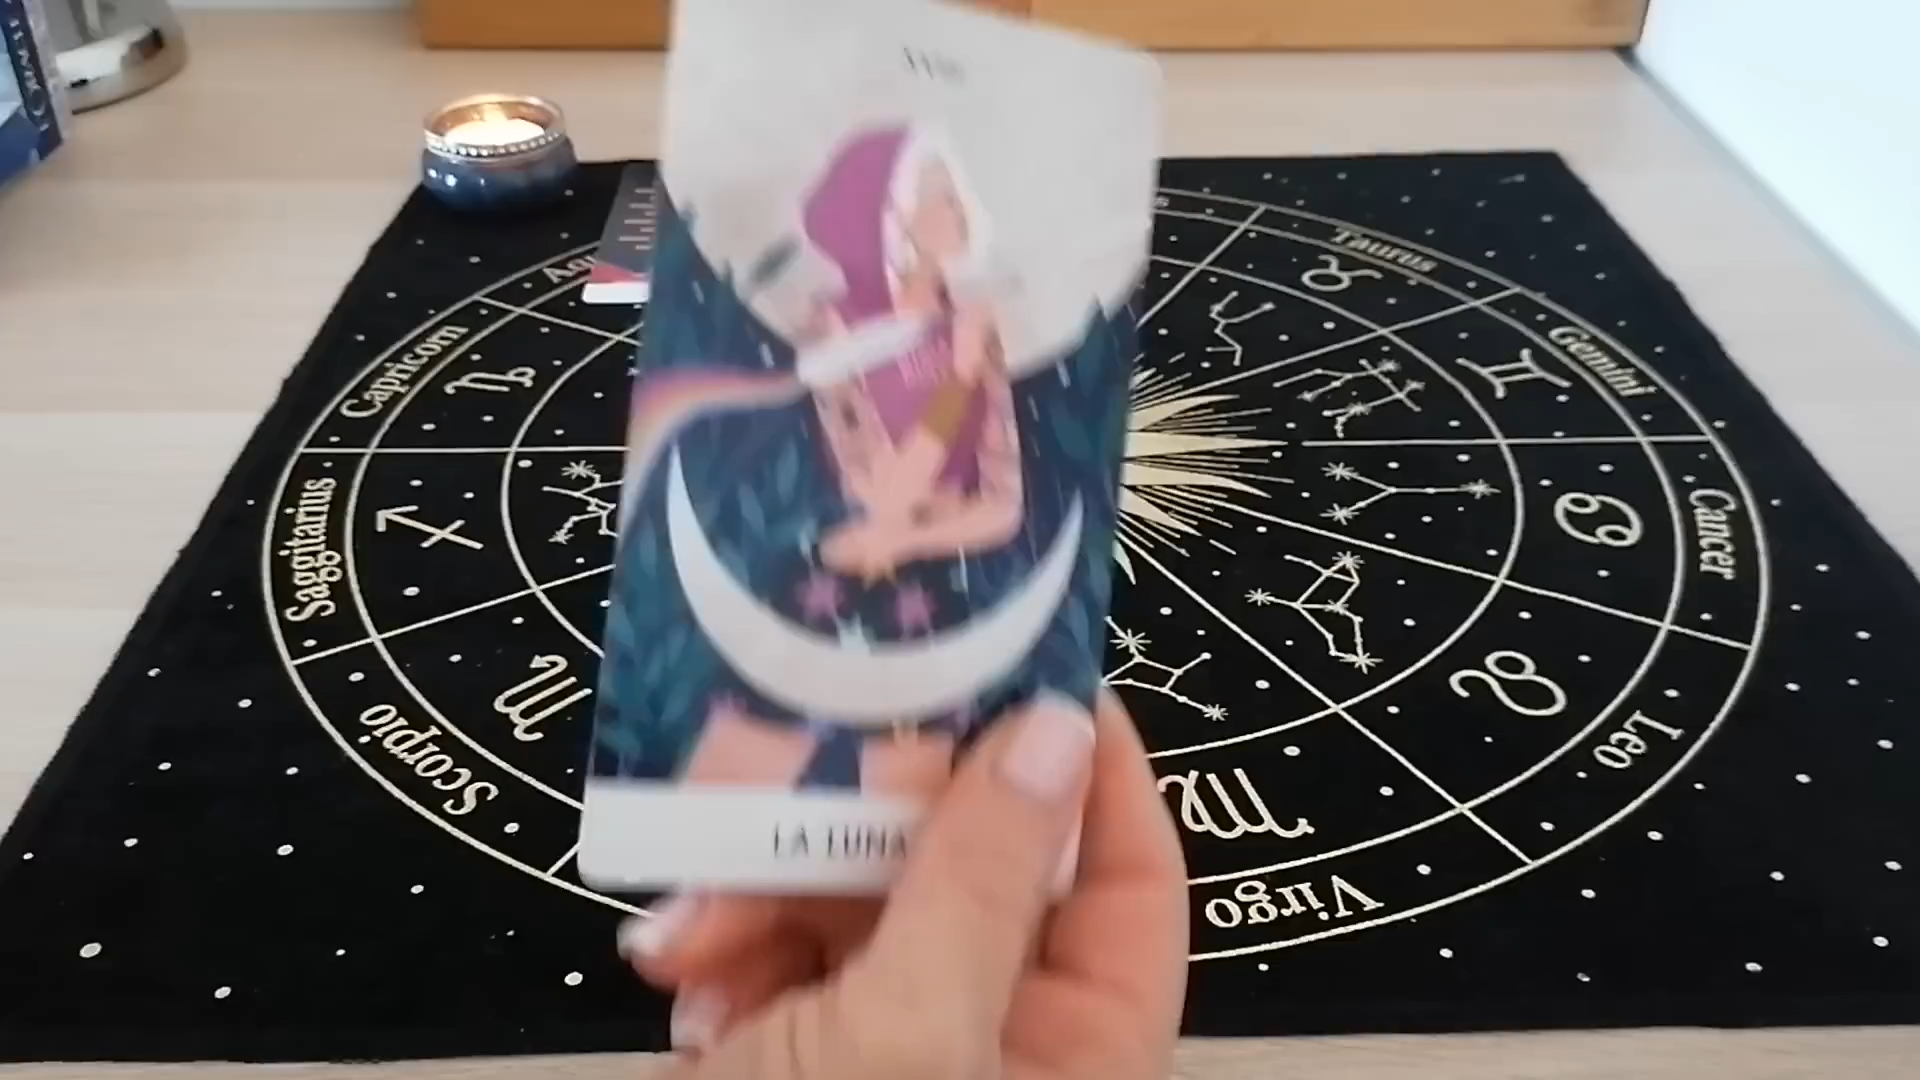 Taurus
Gemini
Cancer
Leo
Virgo
Scorpio
Saggitarius
Capricorn
LA LUNA